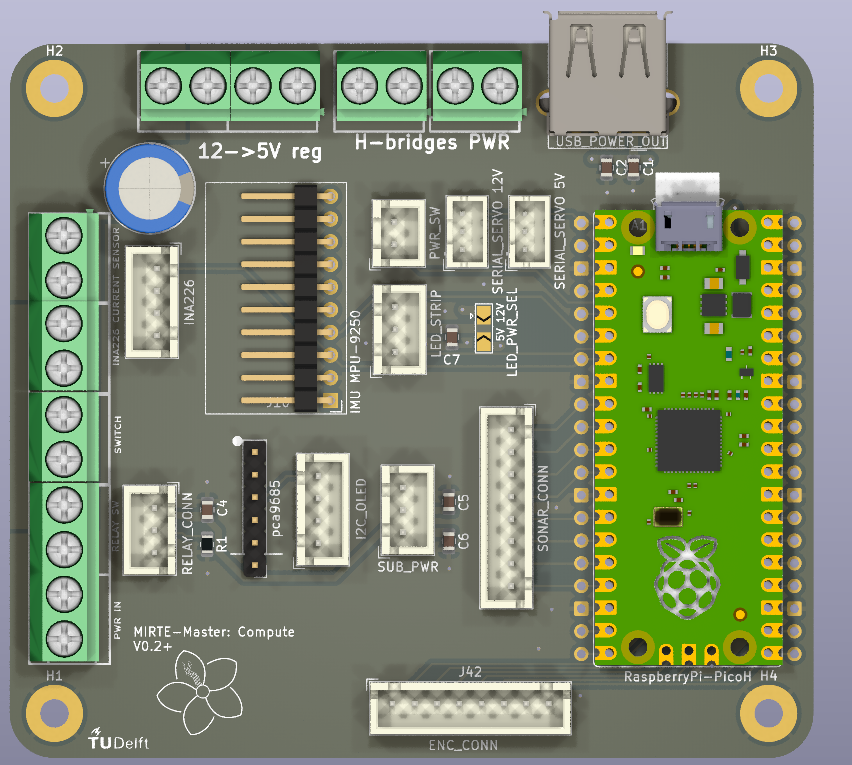 H2
H3
12->5V reg
H-bridges PWR
USB_POWER_OUT
+
C2
C1
A1
INA226 CURRENT SENSOR
INA226
IMU MPU-9250
J10
PWR_SW
SERIAL_SERVO 12V
SERIAL_SERVO 5V
LED_STRIP
C7
5V 12V
LED_PWR_SEL
SWITCH
RELAY SW
RELAY_CONN
C4
R1
pca9685
I2C_OLED
C5
C6
SUB_PWR
SONAR_CONN
PWR IN
MIRTE-Master: Compute
V0.2+
H1
J42
RaspberryPi-PicoH
H4
TUDelft
ENC_CONN